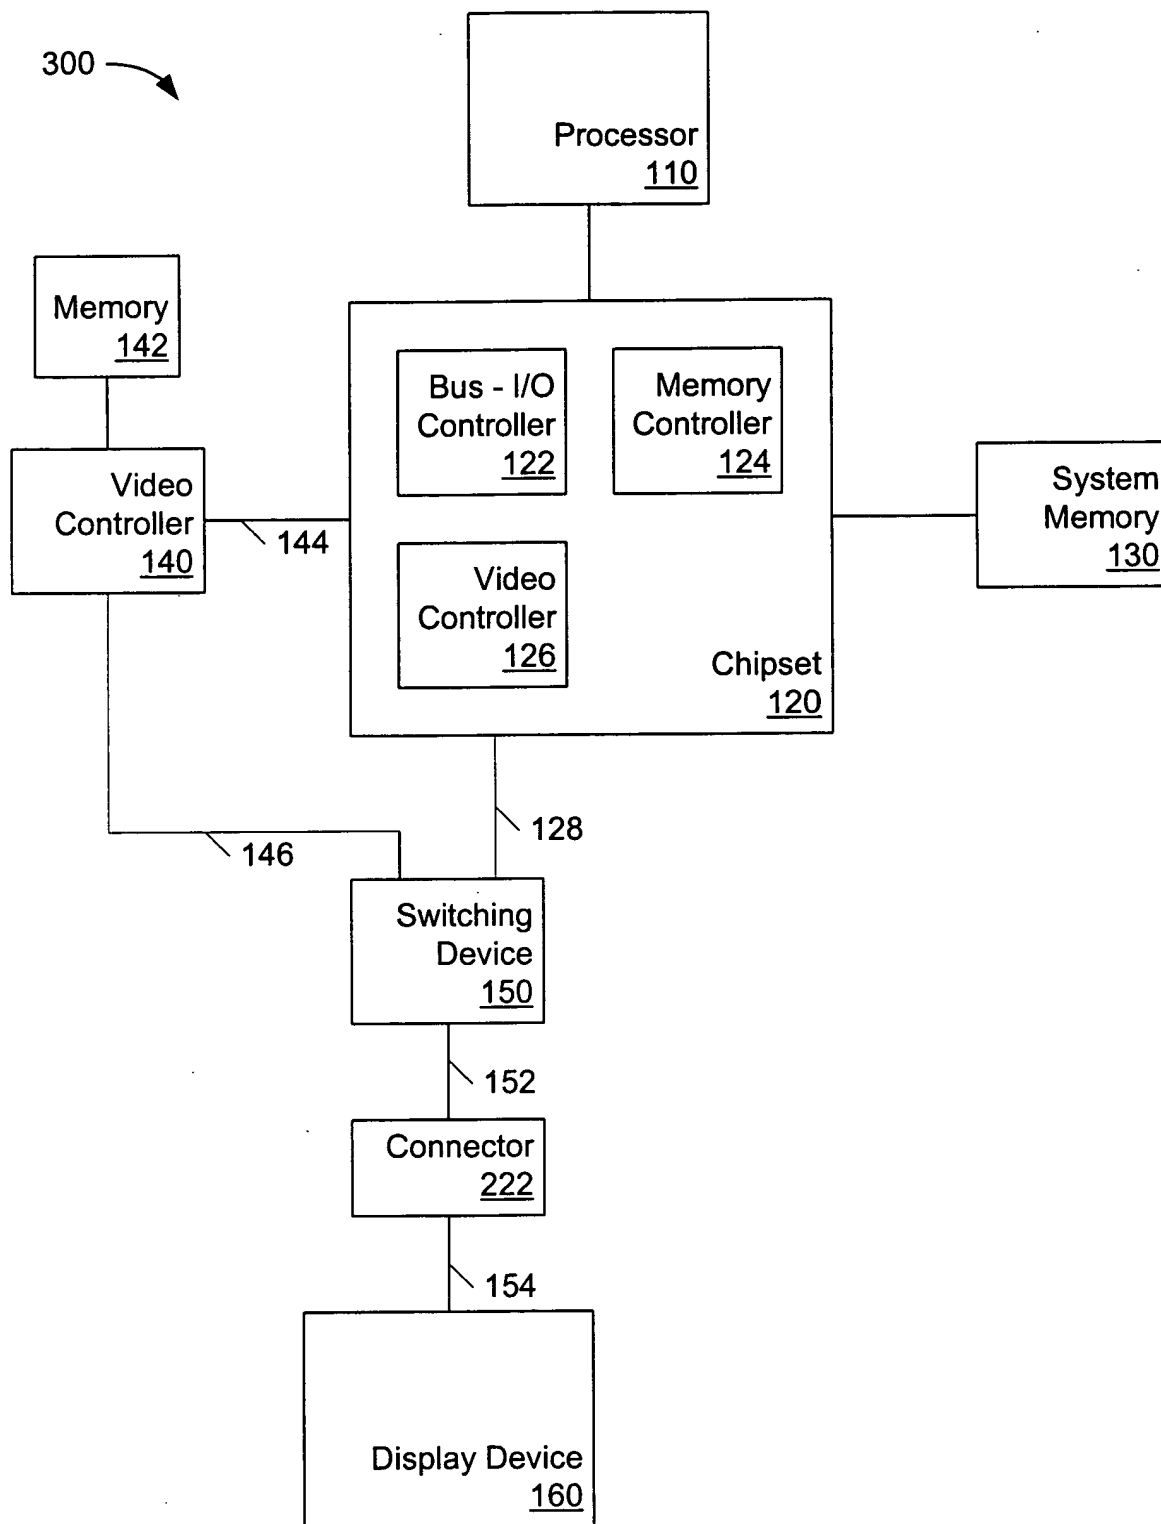 300
Processor
110
Memory
142
Bus - I/O
Controller
122
Memory
Controller
124
Video
Controller
140
144
System
Memory
130
Video
Controller
126
Chipset
120
128
146
Switching
Device
150
152
Connector
222
154
Display Device
160